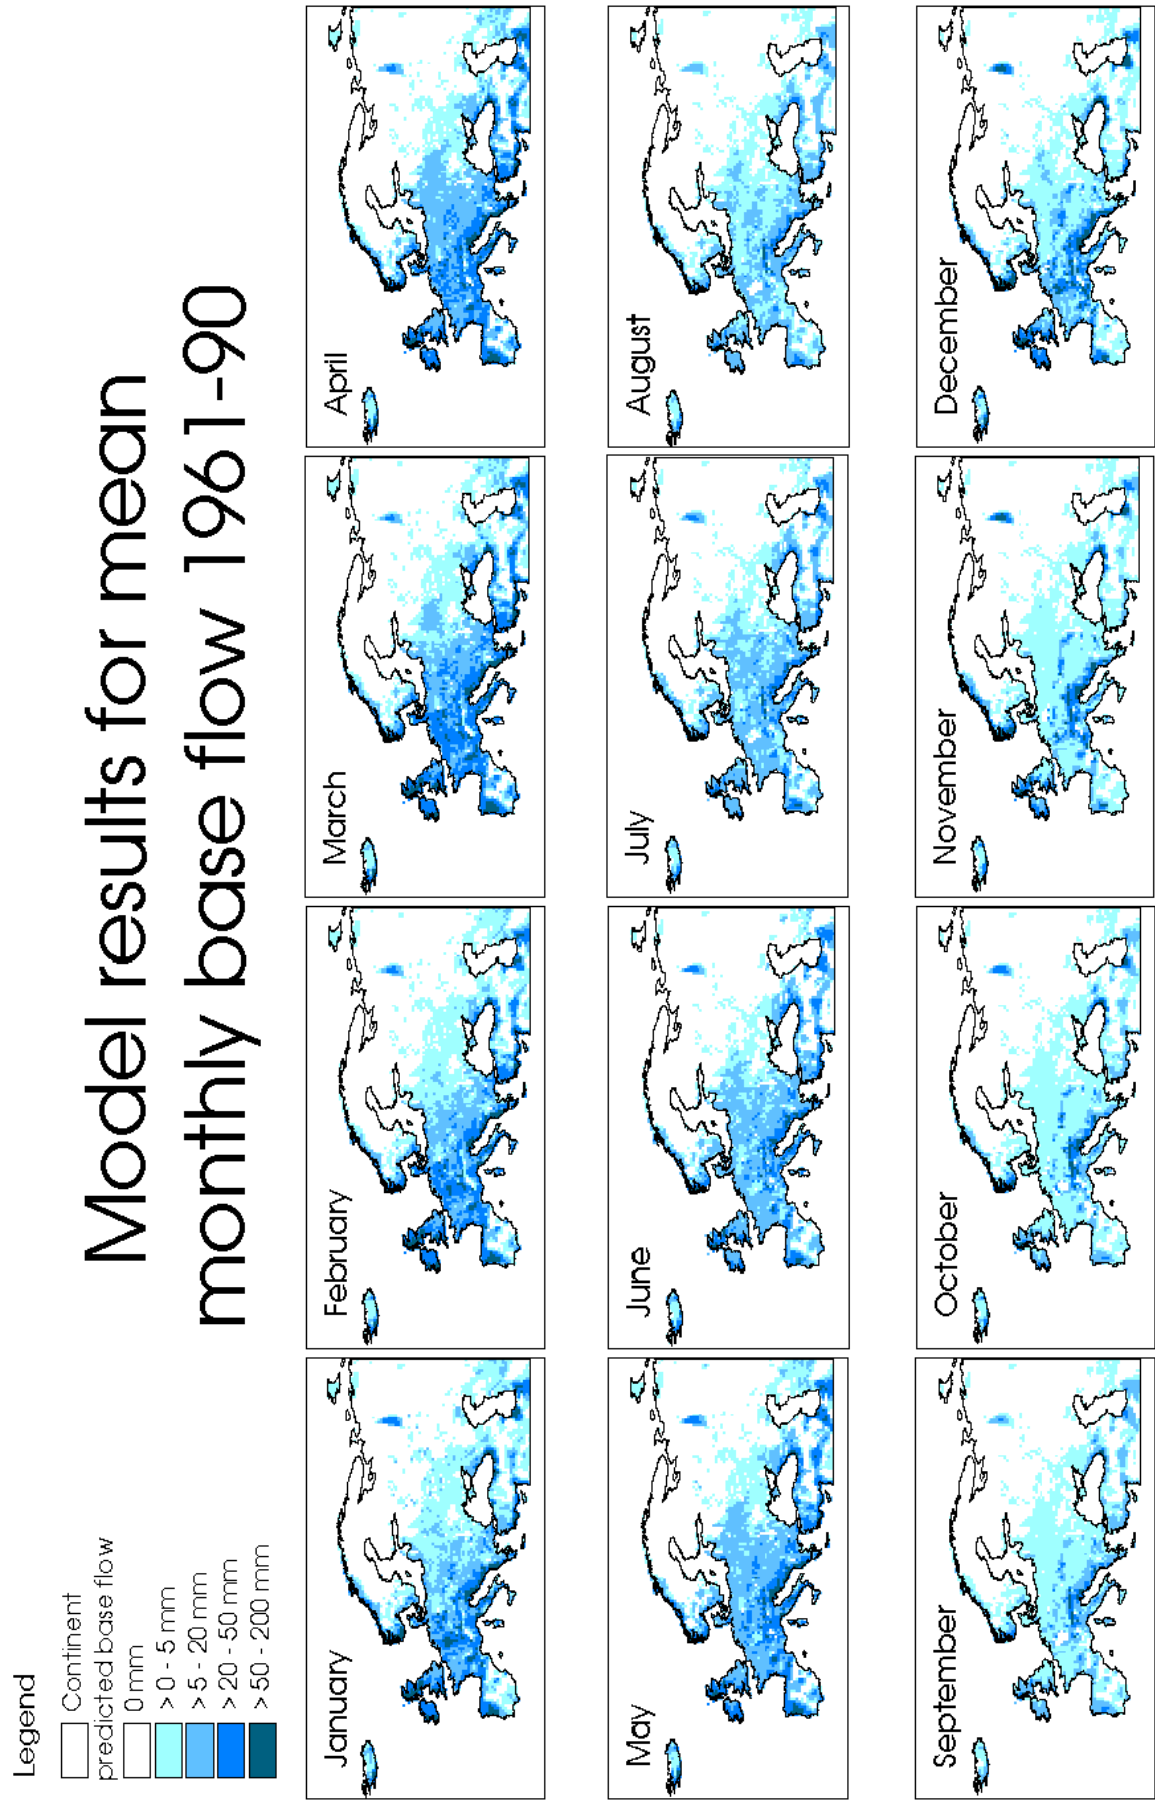 Model results for mean
monthly base flow 1961-90
Legend
Continent
predicted base flow
0 mm
> 0 - 5 mm
> 5 - 20 mm
> 20 - 50 mm
> 50 - 200 mm
January
February
March
April
May
June
July
August
September
October
November
December